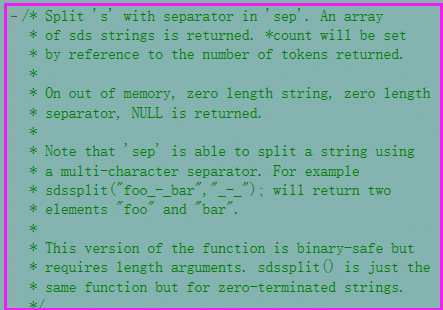 /* Split 's' with separator in 'sep'. An array
* of sds strings is returned. *count will be set
* by reference to the number of tokens returned.
*
* On out of memory, zero length string, zero length
* separator, NULL is returned.
*
* Note that 'sep' is able to split a string using
* a multi-character separator. For example
* sdssplit("foo_-_bar","_-_"); will return two
* elements "foo" and "bar".
*
* This version of the function is binary-safe but
* requires length arguments. sdssplit() is just the
* same function but for zero-terminated strings.
*/